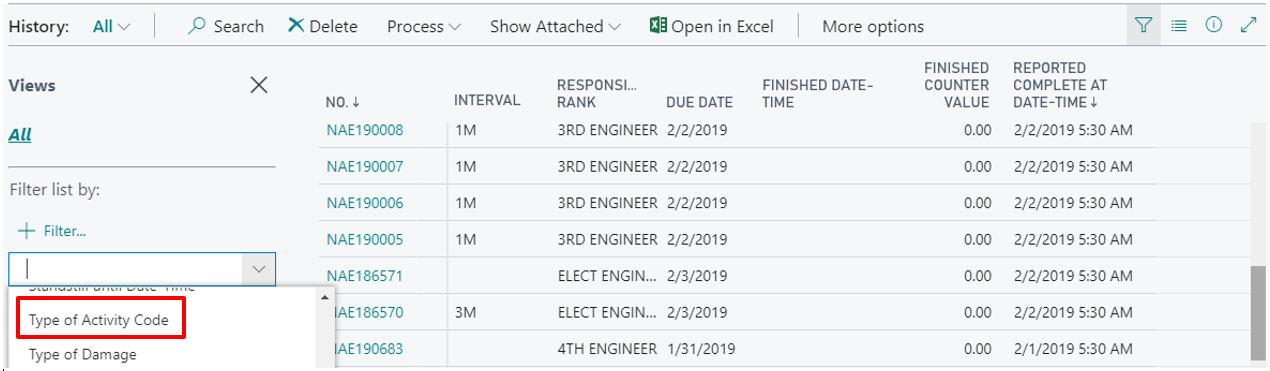 History: All Search Delete Process Show Attached Open in Excel More options
Views
All
Filter list by:
Filter...
Standstill until Date-Time
Type of Activity Code
Type of Damage
NO. ↓ INTERVAL RESPONSI... RANK DUE DATE FINISHED DATE-TIME FINISHED COUNTER VALUE REPORTED COMPLETE AT DATE-TIME ↓
NAE190008 1M 3RD ENGINEER 2/2/2019 0.00 2/2/2019 5:30 AM
NAE190007 1M 3RD ENGINEER 2/2/2019 0.00 2/2/2019 5:30 AM
NAE190006 1M 3RD ENGINEER 2/2/2019 0.00 2/2/2019 5:30 AM
NAE190005 1M 3RD ENGINEER 2/2/2019 0.00 2/2/2019 5:30 AM
NAE186571 ELECT ENGIN... 2/3/2019 0.00 2/2/2019 5:30 AM
NAE186570 3M ELECT ENGIN... 2/3/2019 0.00 2/2/2019 5:30 AM
NAE190683 4TH ENGINEER 1/31/2019 0.00 2/1/2019 5:30 AM